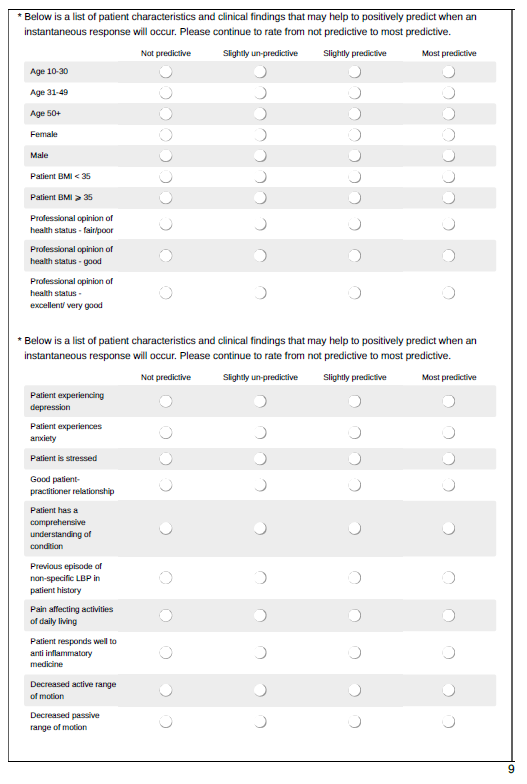 * Below is a list of patient characteristics and clinical findings that may help to positively predict when an
instantaneous response will occur. Please continue to rate from not predictive to most predictive.
Not predictive Slightly un-predictive Slightly predictive Most predictive
Age 10-30
Age 31-49
Age 50+
Female
Male
Patient BMI < 35
Patient BMI ⩾ 35
Professional opinion of
health status - fair/poor
Professional opinion of
health status - good
Professional opinion of
health status -
excellent/ very good
* Below is a list of patient characteristics and clinical findings that may help to positively predict when an
instantaneous response will occur. Please continue to rate from not predictive to most predictive.
Not predictive Slightly un-predictive Slightly predictive Most predictive
Patient experiencing
depression
Patient experiences
anxiety
Patient is stressed
Good patient-
practitioner relationship
Patient has a
comprehensive
understanding of
condition
Previous episode of
non-specific LBP in
patient history
Pain affecting activities
of daily living
Patient responds well to
anti inflammatory
medicine
Decreased active range
of motion
Decreased passive
range of motion
9